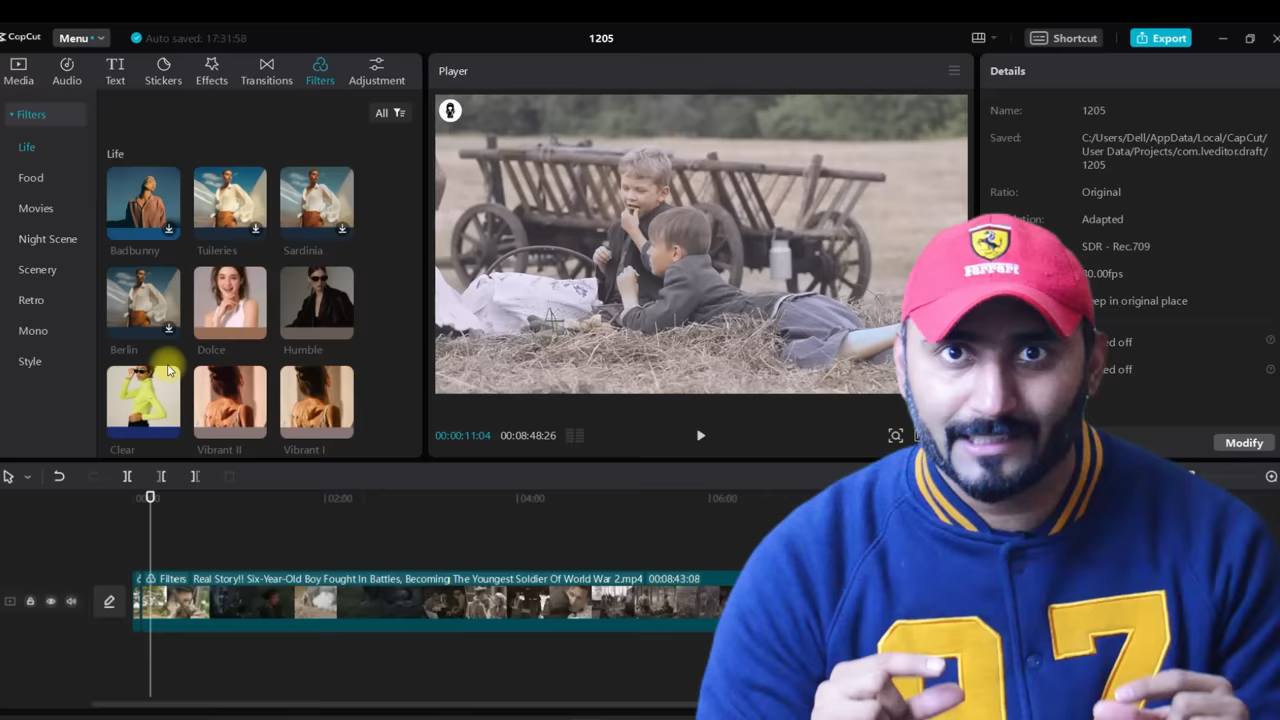 CapCut
Menu
Auto saved: 17:31:58
1205
Shortcut
Export
Media
Audio
Text
Stickers
Effects
Transitions
Filters
Adjustment
Filters
Life
Food
Movies
Night Scene
Scenery
Retro
Mono
Style
All
Life
Badbunny
Tuileries
Sardinia
Berlin
Dolce
Humble
Clear
Vibrant II
Vibrant I
Player
00:00:11:04
00:08:48:26
Details
Name:
1205
Saved:
C:/Users/Dell/AppData/Local/CapCut/
User Data/Projects/com.lveditor.draft/
1205
Ratio:
Original
Adapted
SDR - Rec.709
30.00fps
eep in original place
ed off
ed off
Modify
02:00
04:00
06:00
Filters Real Story!! Six-Year-Old Boy Fought In Battles, Becoming The Youngest Soldier Of World War 2.mp4 00:08:43:08
Ferrari
97